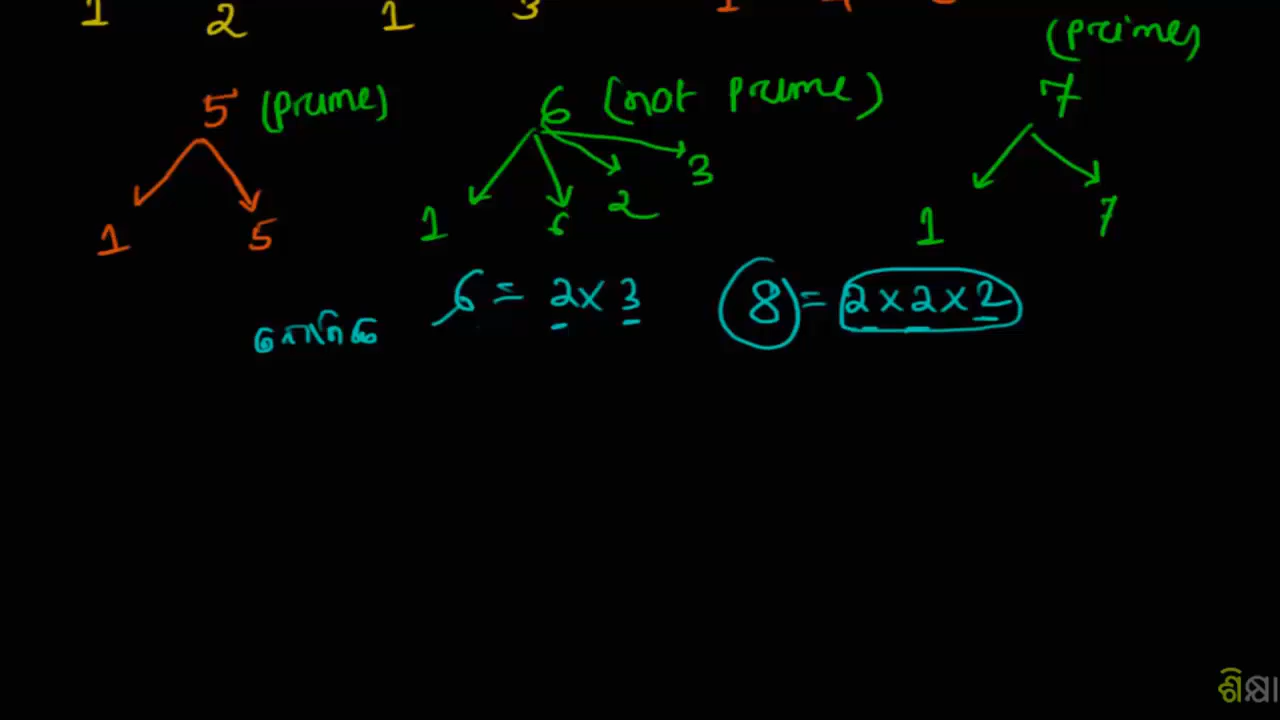 1 2 1 3
(prime)
5 (prime) 6 (not prime) 7
3
2
1 5 1 6 1 7
6 = 2 x 3 8 = 2 x 2 x 2
ଶିକ୍ଷା